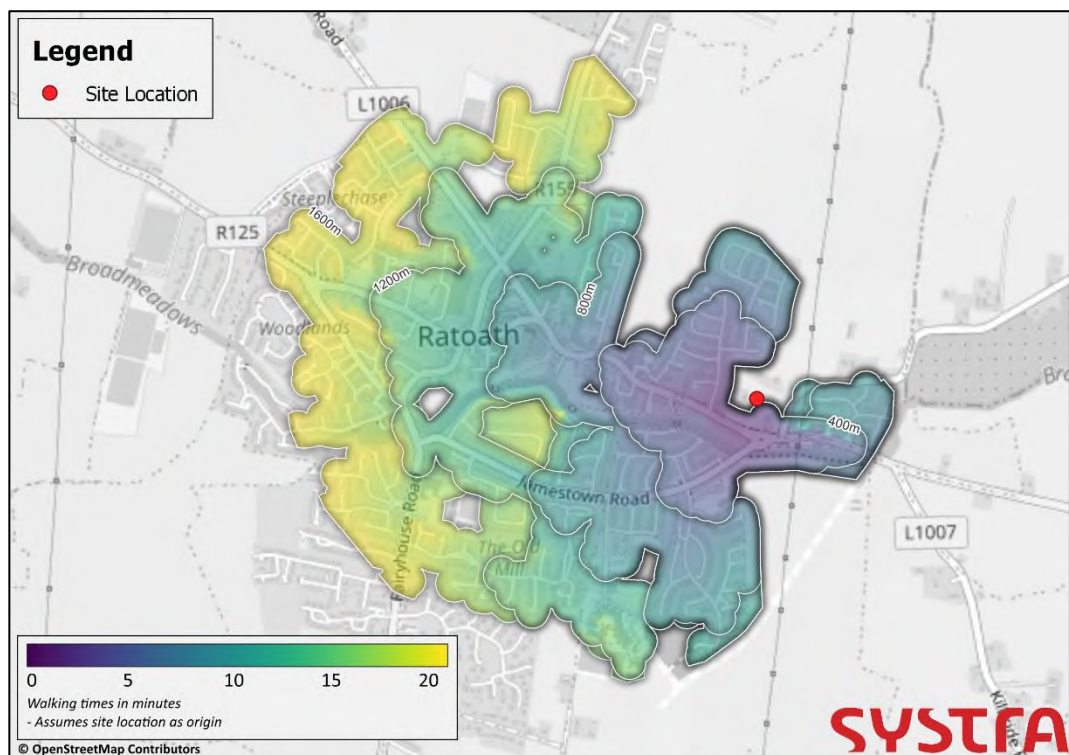 Legend
Site Location
Road
L1006
R155
Steeplechase
1600m
R125
1200m
Broadmeadows
800m
Woodlands
Ratoath
400m
Jamestown Road
Fairyhouse Road
The Old
Mill
L1007
0 5 10 15 20
Walking times in minutes
- Assumes site location as origin
© OpenStreetMap Contributors
SYSTRA